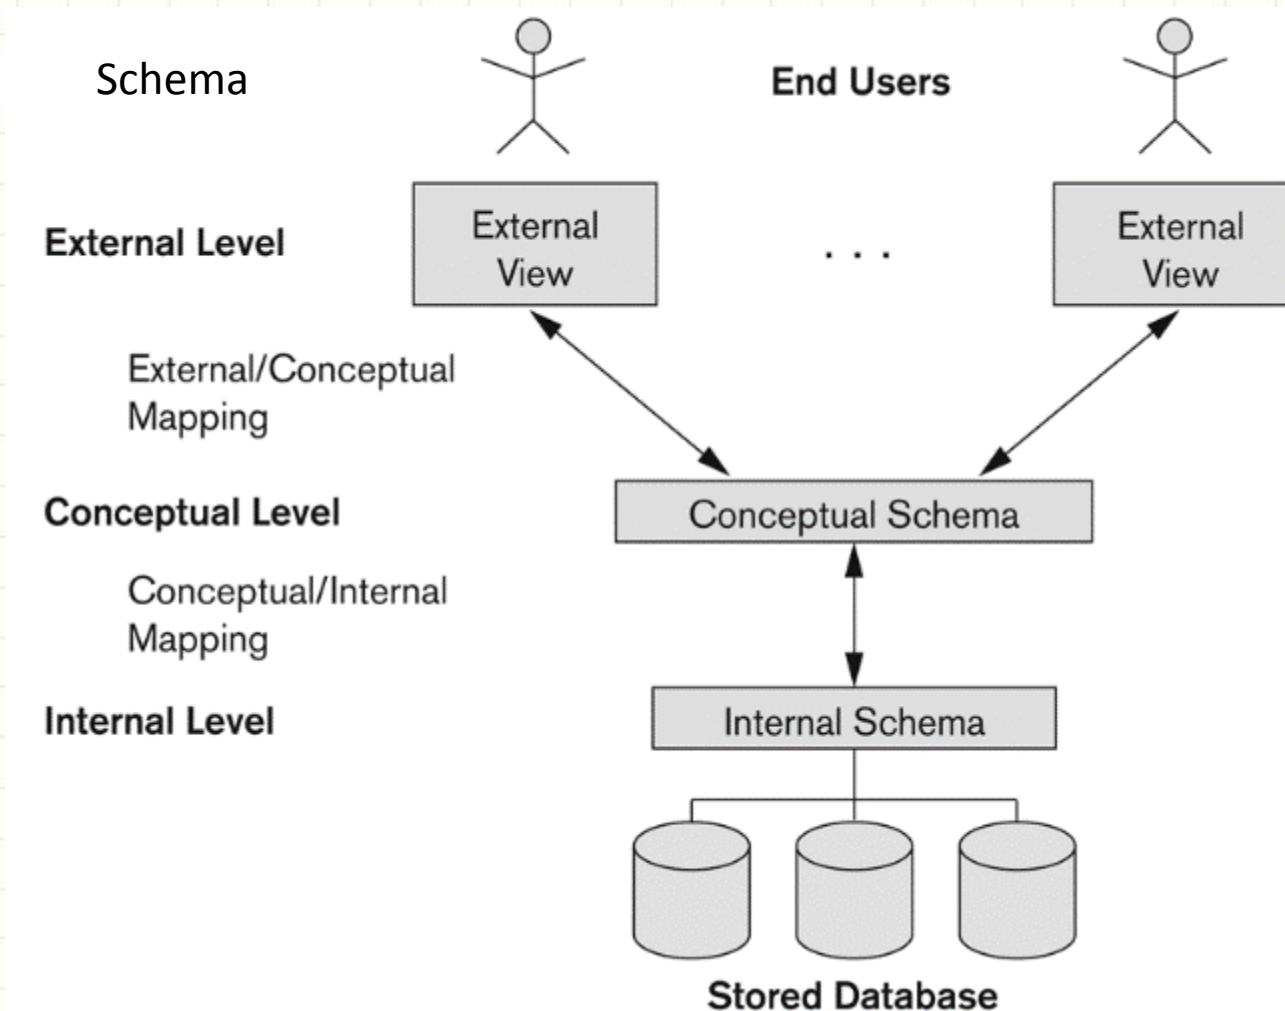 Schema
End Users
External
View
External Level
. . .
External
View
External/Conceptual
Mapping
Conceptual Level
Conceptual Schema
Conceptual/Internal
Mapping
Internal Level
Internal Schema
Stored Database